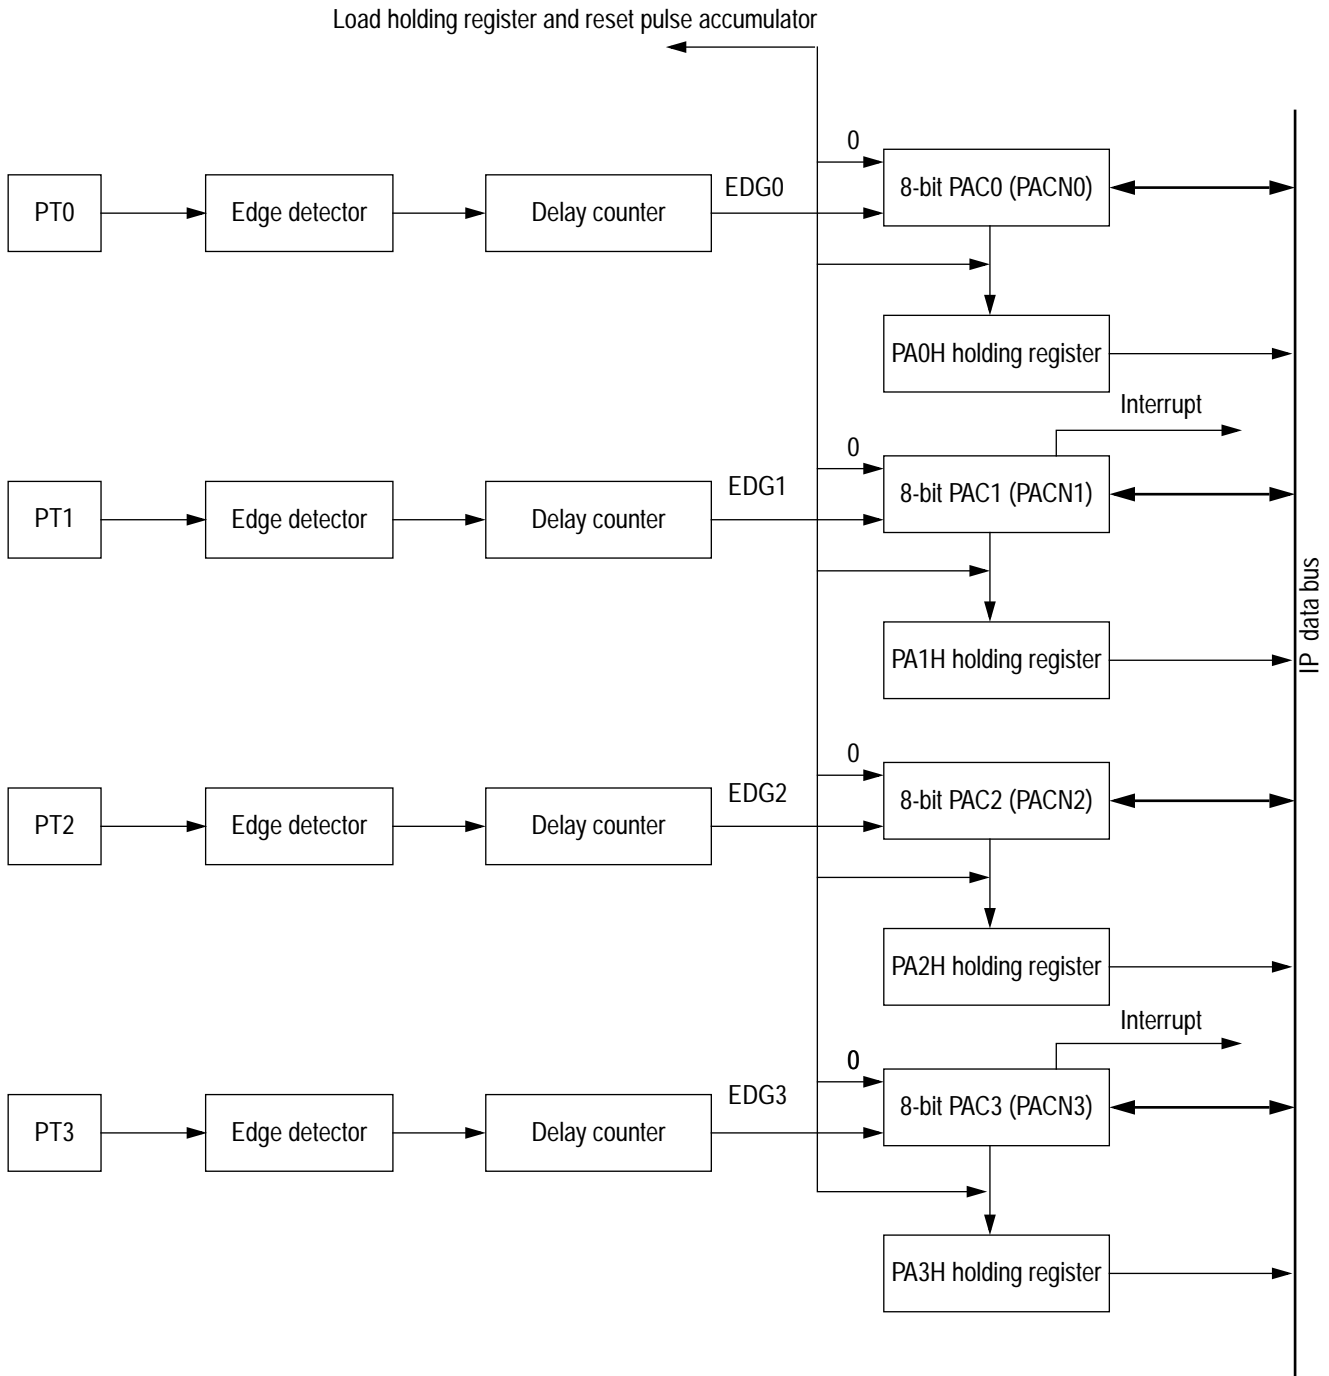 Load holding register and reset pulse accumulator
0
EDG0
8-bit PAC0 (PACN0)
PT0
Edge detector
Delay counter
PA0H holding register
Interrupt
0
EDG1
8-bit PAC1 (PACN1)
PT1
Edge detector
Delay counter
PA1H holding register
IP data bus
0
EDG2
8-bit PAC2 (PACN2)
PT2
Edge detector
Delay counter
PA2H holding register
Interrupt
0
EDG3
8-bit PAC3 (PACN3)
PT3
Edge detector
Delay counter
PA3H holding register